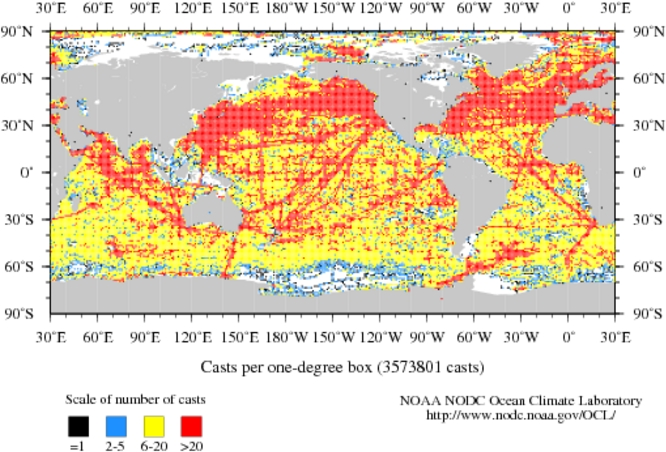 30°E 60°E 90°E 120°E 150°E 180°W 150°W 120°W 90°W 60°W 30°W 0° 30°E
90°N 90°N
60°N 60°N
30°N 30°N
0° 0°
30°S 30°S
60°S 60°S
90°S 90°S
30°E 60°E 90°E 120°E 150°E 180°W 150°W 120°W 90°W 60°W 30°W 0° 30°E
Casts per one-degree box (3573801 casts)
Scale of number of casts
=1 2-5 6-20 >20
NOAA NODC Ocean Climate Laboratory
http://www.nodc.noaa.gov/OCL/